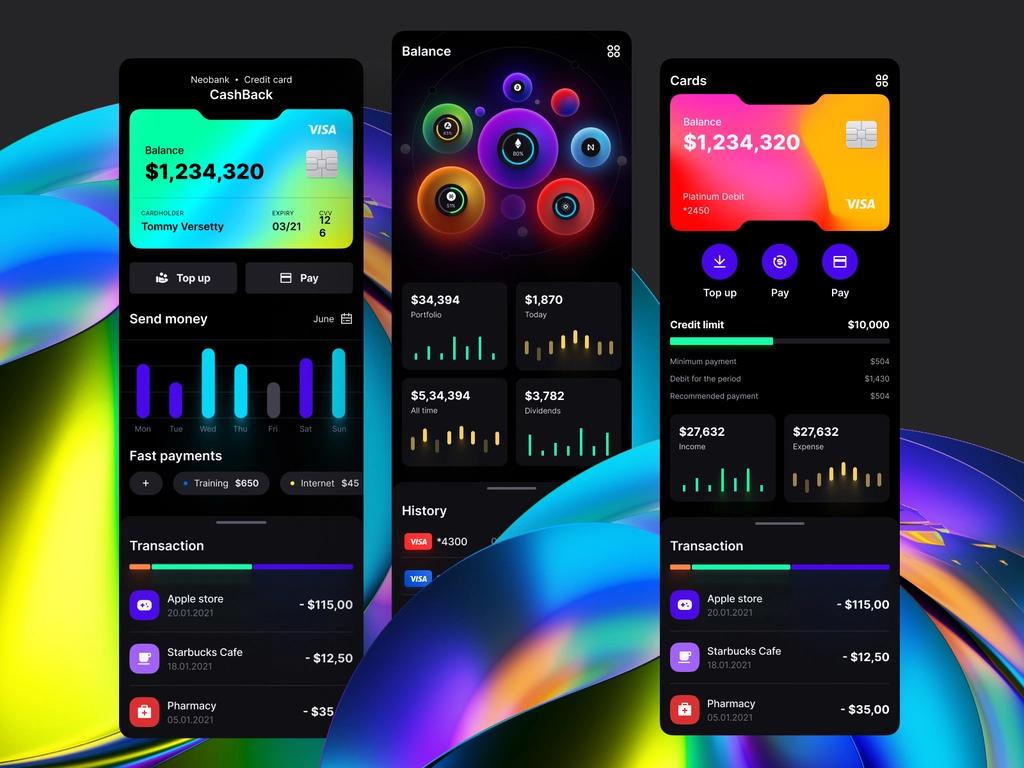 Neobank • Credit card
CashBack
VISA
Balance
$1,234,320
CARDHOLDER EXPIRY CVV
Tommy Versetty 03/21 12
6
Top up Pay
Send money June
Mon Tue Wed Thu Fri Sat Sun
Fast payments
+ Training $650 Internet $45
Transaction
Apple store - $115,00
20.01.2021
Starbucks Cafe - $12,50
18.01.2021
Pharmacy - $35
05.01.2021
Balance
80%
51%
$34,394
Portfolio
$1,870
Today
$5,34,394
All time
$3,782
Dividends
History
VISA *4300
VISA
Cards
Balance
$1,234,320
Platinum Debit
*2450
VISA
Top up Pay Pay
Credit limit $10,000
Minimum payment $504
Debit for the period $1,430
Recommended payment $504
$27,632
Income
$27,632
Expense
Transaction
Apple store - $115,00
20.01.2021
Starbucks Cafe - $12,50
18.01.2021
Pharmacy - $35,00
05.01.2021